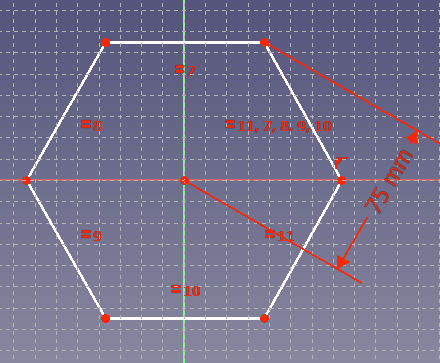 =7
=8
=11, 7, 8, 9, 10
75 mm
=9
=11
=10